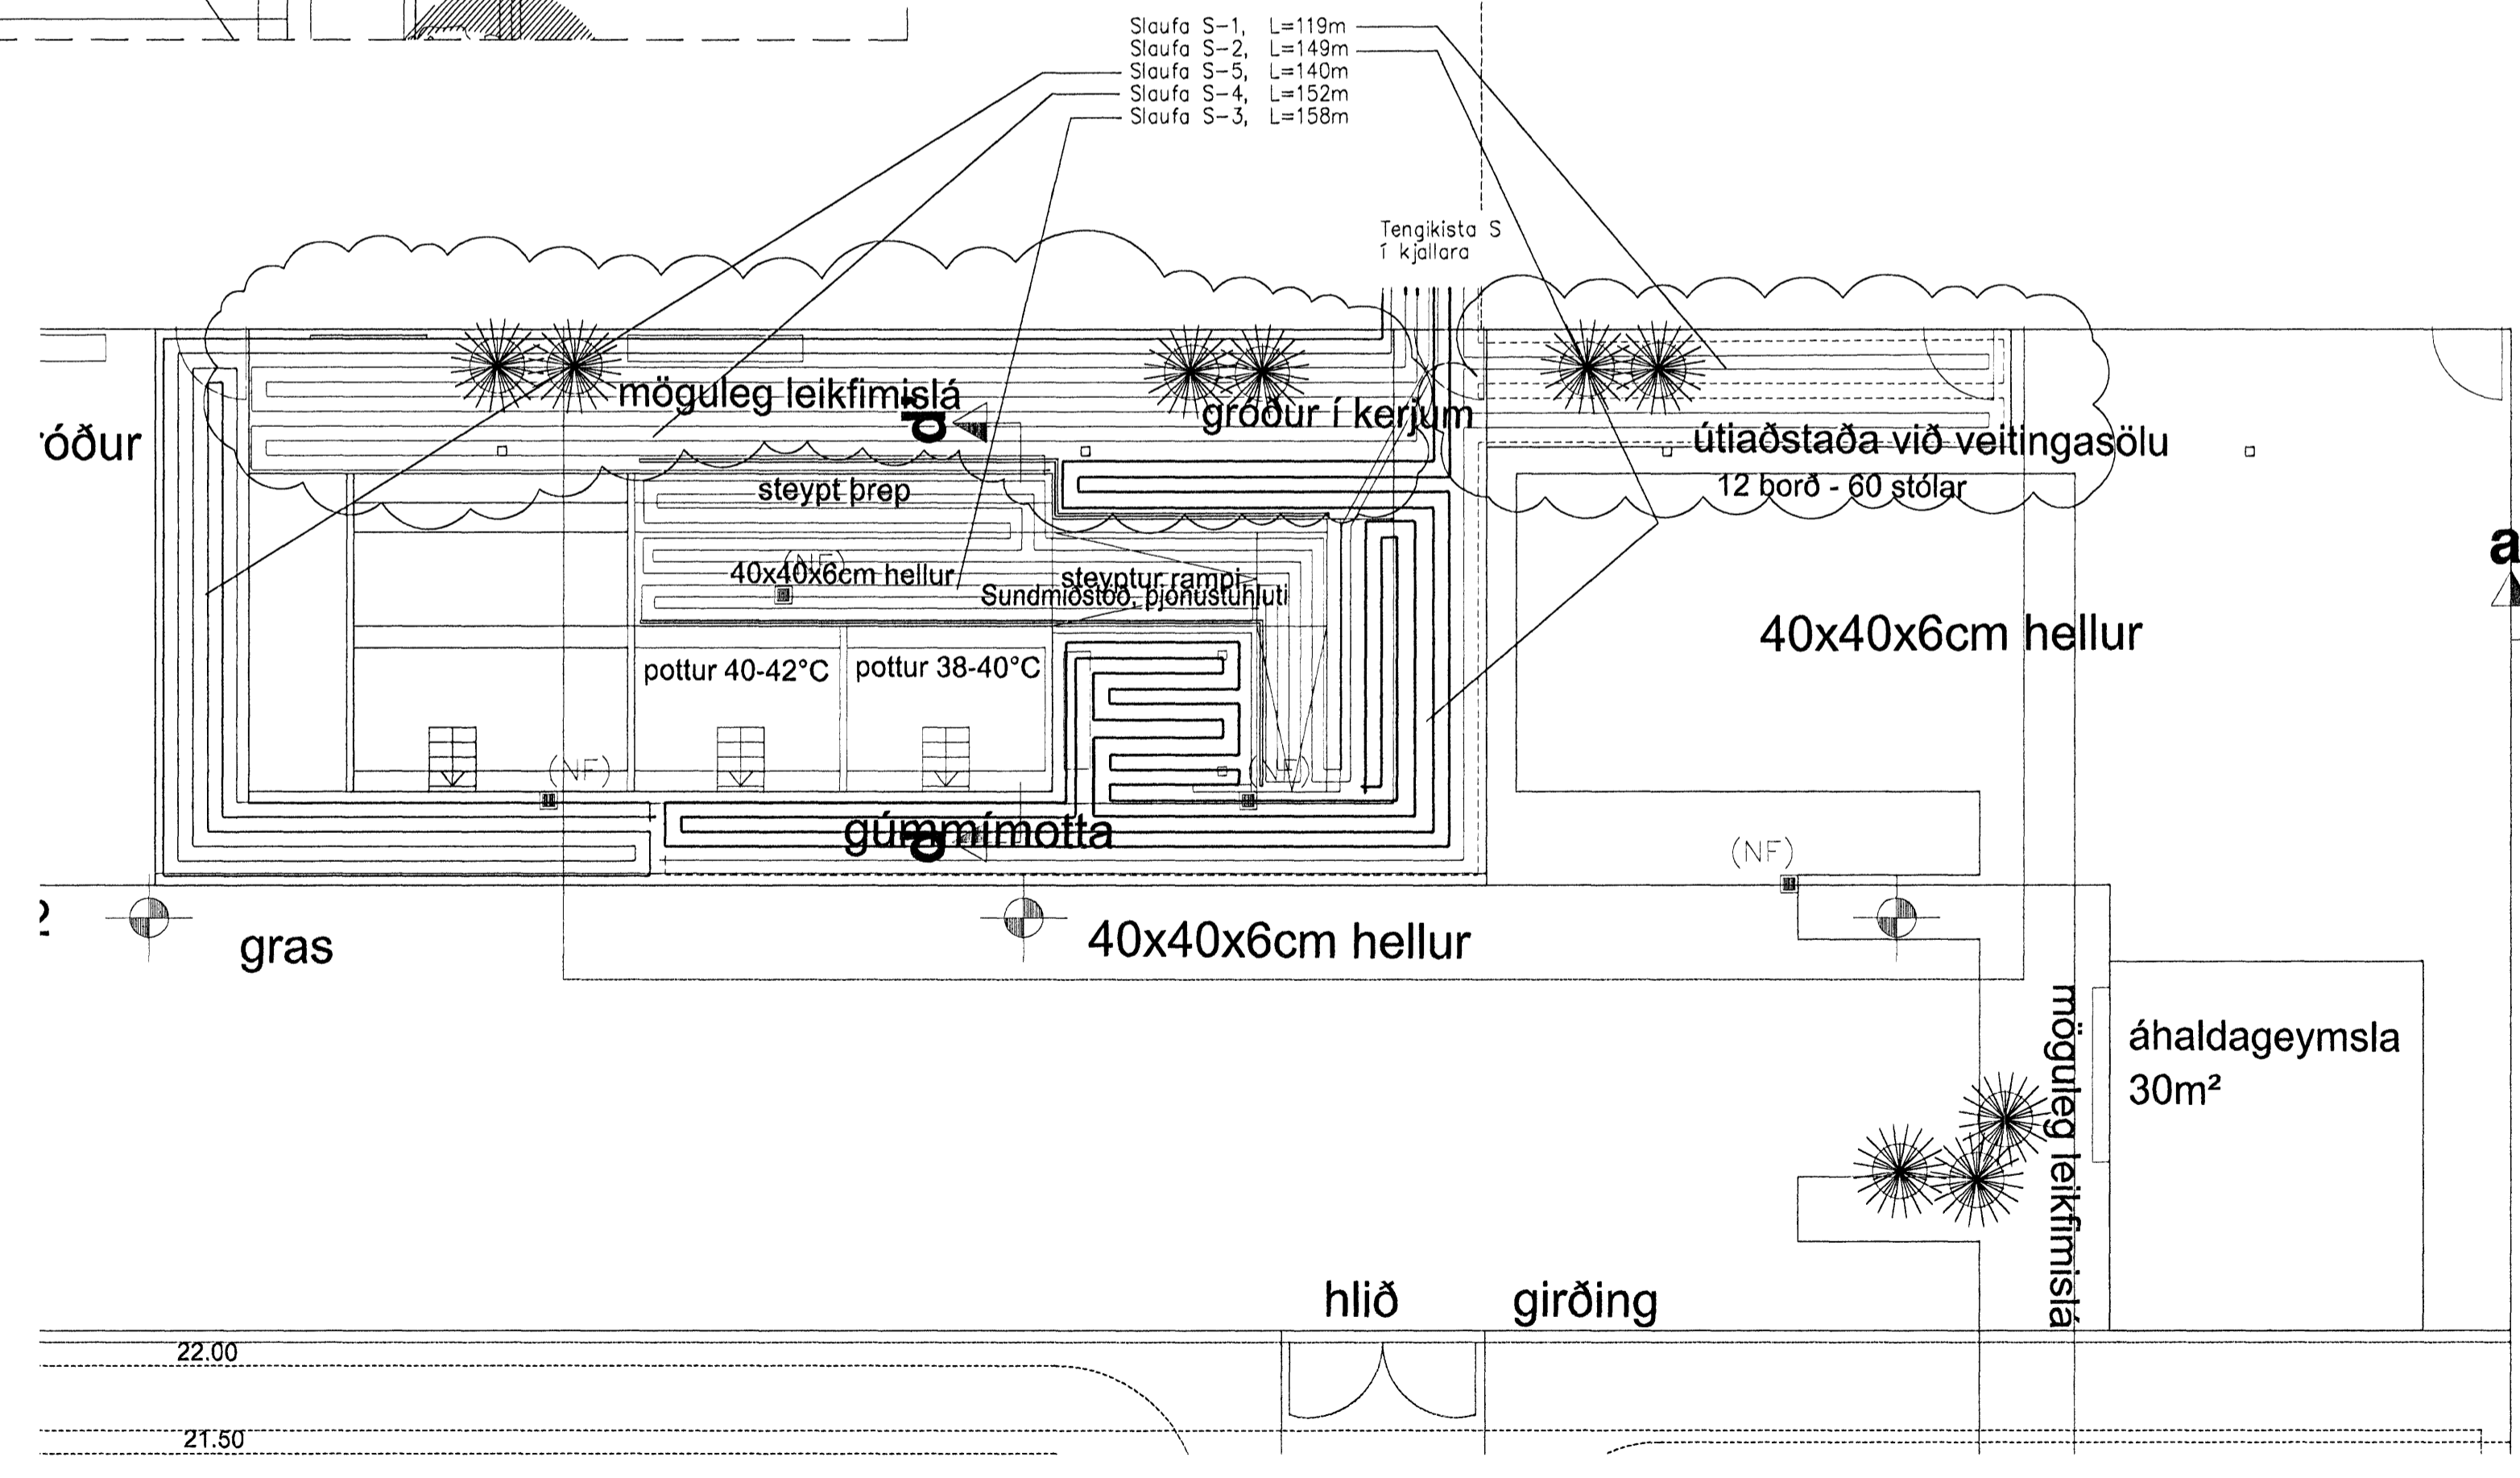 Slaufa S-1, L=119m
Slaufa S-2, L=149m
Slaufa S-5, L=140m
Slaufa S-4, L=152m
Slaufa S-3, L=158m
Tengikista S
í kjallara
möguleg leikfimislá
gróður í kerjum
óður
útiaðstaða við veitingasölu
12 borð - 60 stólar
steypt þrep
(NF)
40x40x6cm hellur
steyptur rampi
Sundmiðstöð, þjónustuhluti
a
40x40x6cm hellur
pottur 40-42°C
pottur 38-40°C
(NF)
(NF)
gúmmímotta
(NF)
gras
40x40x6cm hellur
möguleg leikfimislá
áhaldageymsla
30m²
hlið
girðing
22.00
21.50